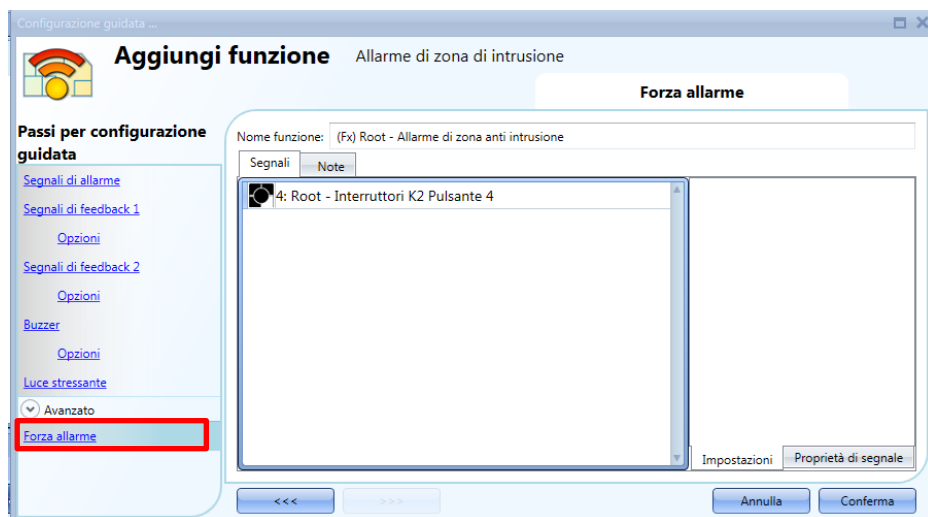 Configurazione guidata ...
Aggiungi funzione Allarme di zona di intrusione
Forza allarme
Passi per configurazione
guidata
Segnali di allarme
Segnali di feedback 1
Opzioni
Segnali di feedback 2
Opzioni
Buzzer
Opzioni
Luce stressante
Avanzato
Forza allarme
Nome funzione: (Fx) Root - Allarme di zona anti intrusione
Segnali Note
4: Root - Interruttori K2 Pulsante 4
Impostazioni Proprietà di segnale
<<< >>> Annulla Conferma